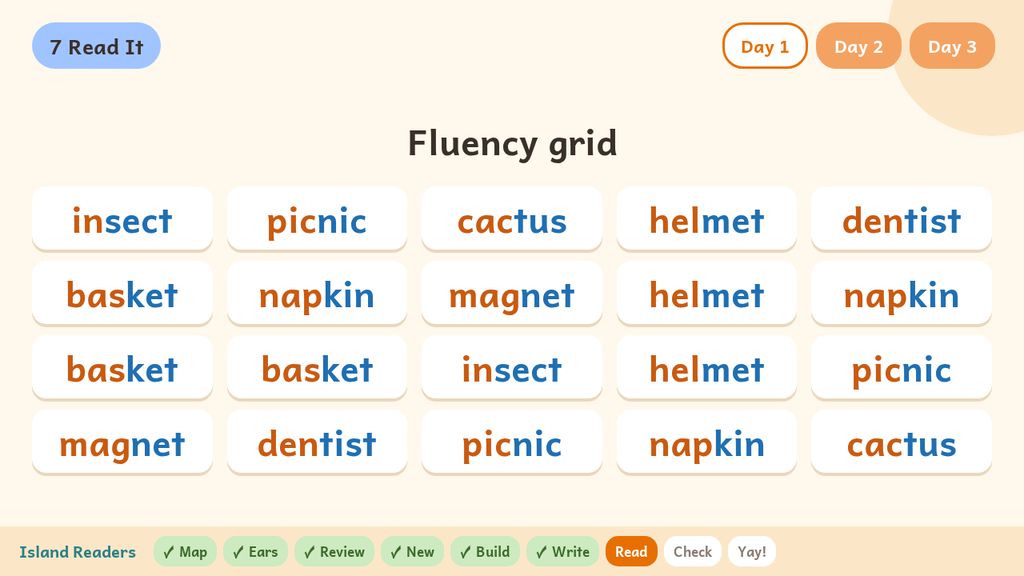 7 Read It
Day 1 Day 2 Day 3
Fluency grid
insect picnic cactus helmet dentist
basket napkin magnet helmet napkin
basket basket insect helmet picnic
magnet dentist picnic napkin cactus
Island Readers ✓ Map ✓ Ears ✓ Review ✓ New ✓ Build ✓ Write Read Check Yay!